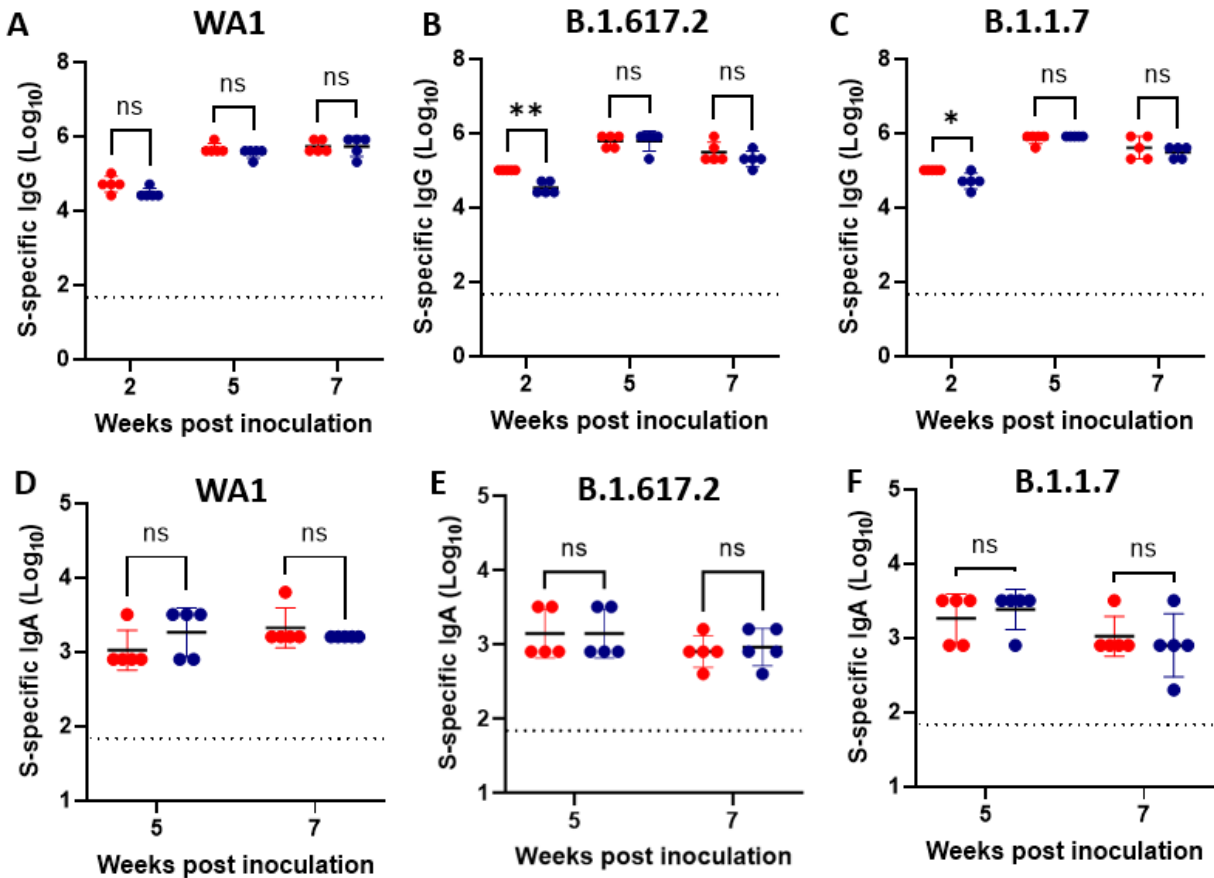 A
WA1
S-specific IgG (Log10)
8
6
4
2
0
ns
ns
ns
2
5
7
Weeks post inoculation
B
B.1.617.2
S-specific IgG (Log10)
8
6
4
2
0
**
ns
ns
2
5
7
Weeks post inoculation
C
B.1.1.7
S-specific IgG (Log10)
8
6
4
2
0
*
ns
ns
2
5
7
Weeks post inoculation
D
WA1
S-specific IgA (Log10)
5
4
3
2
1
ns
ns
5
7
Weeks post inoculation
E
B.1.617.2
S-specific IgA (Log10)
5
4
3
2
1
ns
ns
5
7
Weeks post inoculation
F
B.1.1.7
S-specific IgA (Log10)
5
4
3
2
1
ns
ns
5
7
Weeks post inoculation